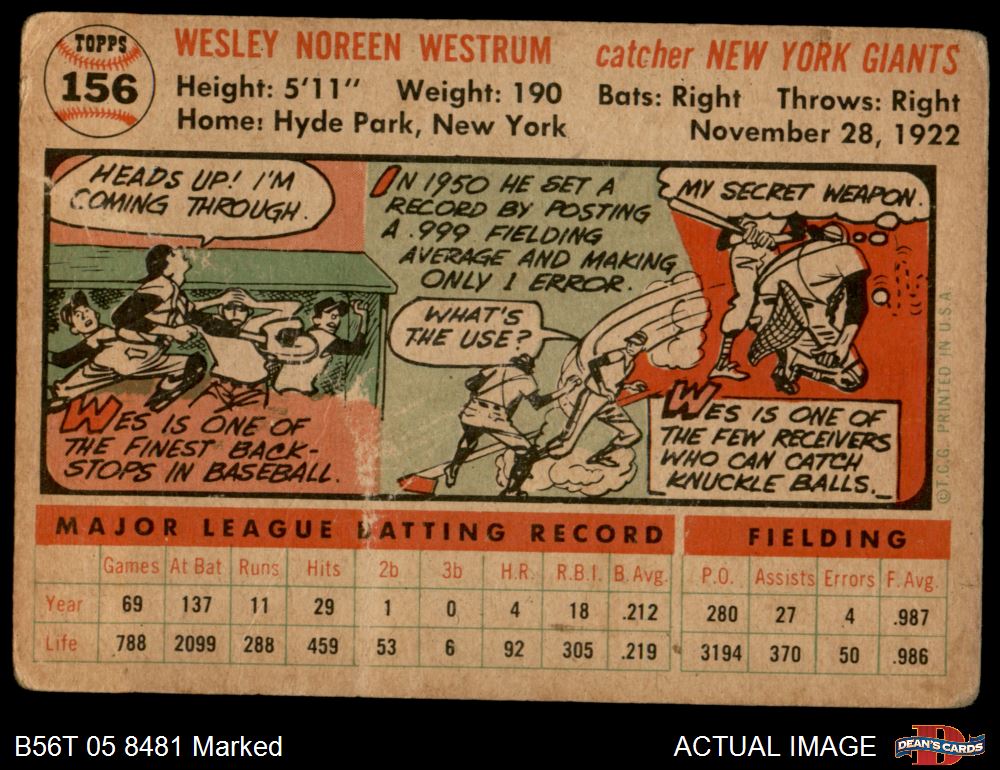 TOPPS
156
WESLEY NOREEN WESTRUM catcher NEW YORK GIANTS
Height: 5'11" Weight: 190 Bats: Right Throws: Right
Home: Hyde Park, New York November 28, 1922
HEADS UP! I'M
COMING THROUGH.
WES IS ONE OF
THE FINEST BACK-
STOPS IN BASEBALL.
IN 1950 HE SET A
RECORD BY POSTING
A .999 FIELDING
AVERAGE AND MAKING
ONLY 1 ERROR.
WHAT'S
THE USE?
MY SECRET WEAPON.
WES IS ONE OF
THE FEW RECEIVERS
WHO CAN CATCH
KNUCKLE BALLS.
© T.C.G. PRINTED IN U.S.A.
MAJOR LEAGUE BATTING RECORD FIELDING
Games At Bat Runs Hits 2b 3b H.R. R.B.I. B. Avg. P.O. Assists Errors F. Avg.
Year 69 137 11 29 1 0 4 18 .212 280 27 4 .987
Life 788 2099 288 459 53 6 92 305 .219 3194 370 50 .986
B56T 05 8481 Marked ACTUAL IMAGE
DEAN'S CARDS